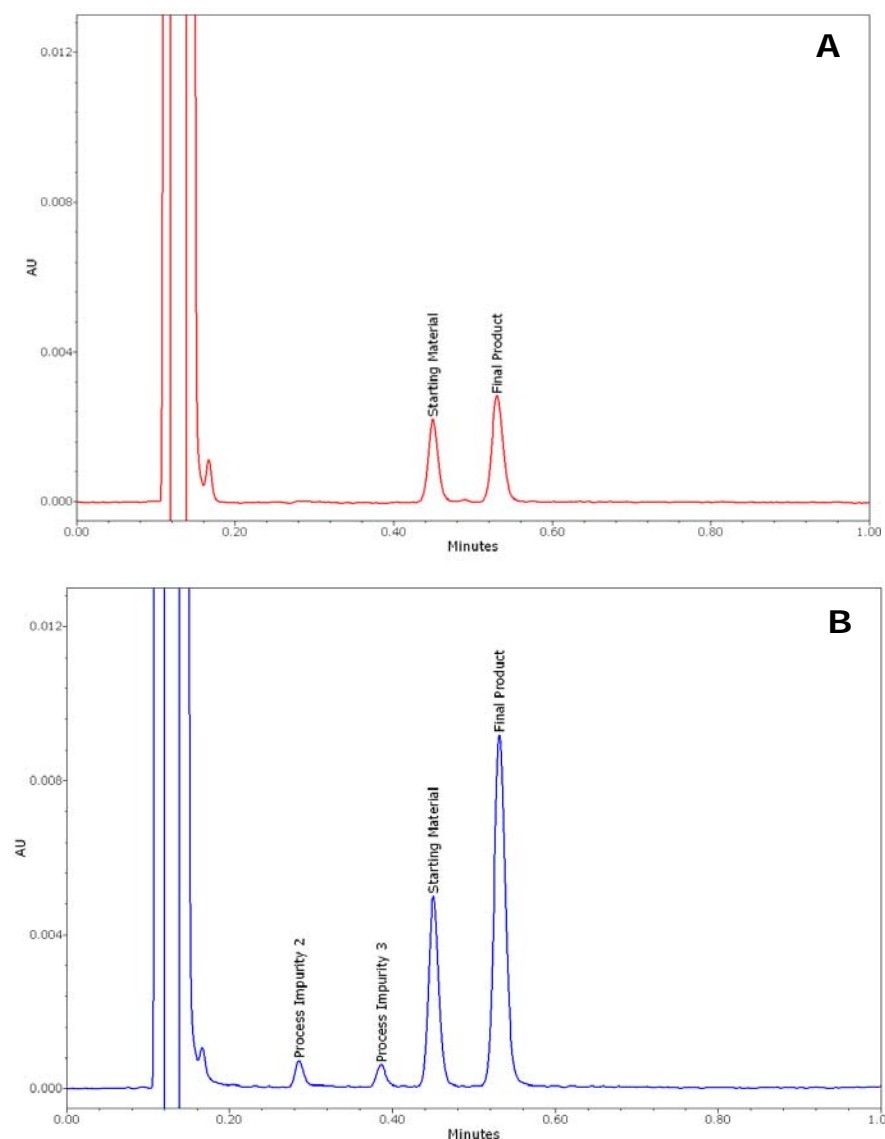 A
0.012
0.008
AU
Starting Material
Final Product
0.004
0.000
0.00
0.20
0.40
0.60
0.80
1.00
Minutes
B
0.012
Final Product
0.008
AU
Starting Material
0.004
Process Impurity 2
Process Impurity 3
0.000
0.00
0.20
0.40
0.60
0.80
1.0
Minutes